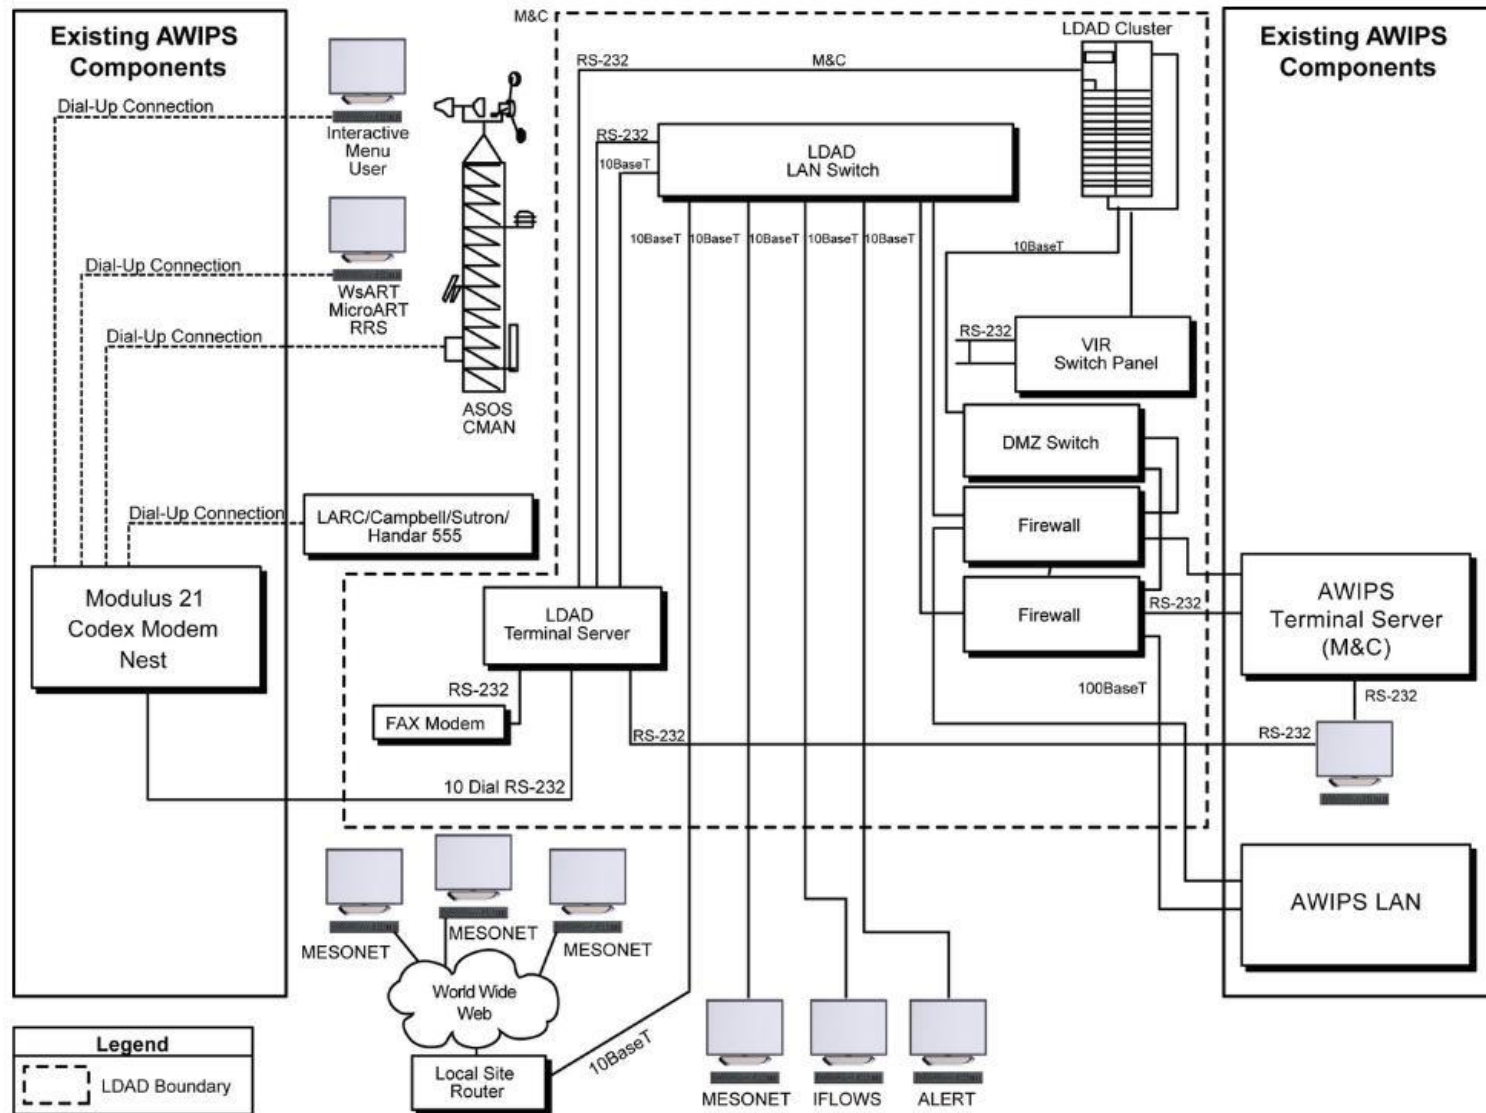 M&C
LDAD Cluster
Existing AWIPS
Components
Existing AWIPS
Components
RS-232
M&C
Dial-Up Connection
Interactive
Menu
User
RS-232
10BaseT
LDAD
LAN Switch
10BaseT
10BaseT
10BaseT
10BaseT
10BaseT
10BaseT
Dial-Up Connection
WsART
MicroART
RRS
Dial-Up Connection
RS-232
VIR
Switch Panel
ASOS
CMAN
DMZ Switch
Dial-Up Connection
LARC/Campbell/Sutron/
Handar 555
Firewall
Modulus 21
Codex Modem
Nest
LDAD
Terminal Server
Firewall
RS-232
AWIPS
Terminal Server
(M&C)
RS-232
100BaseT
RS-232
FAX Modem
RS-232
RS-232
10 Dial RS-232
MESONET
MESONET
MESONET
AWIPS LAN
World Wide
Web
10BaseT
Local Site
Router
MESONET
IFLOWS
ALERT
Legend
LDAD Boundary